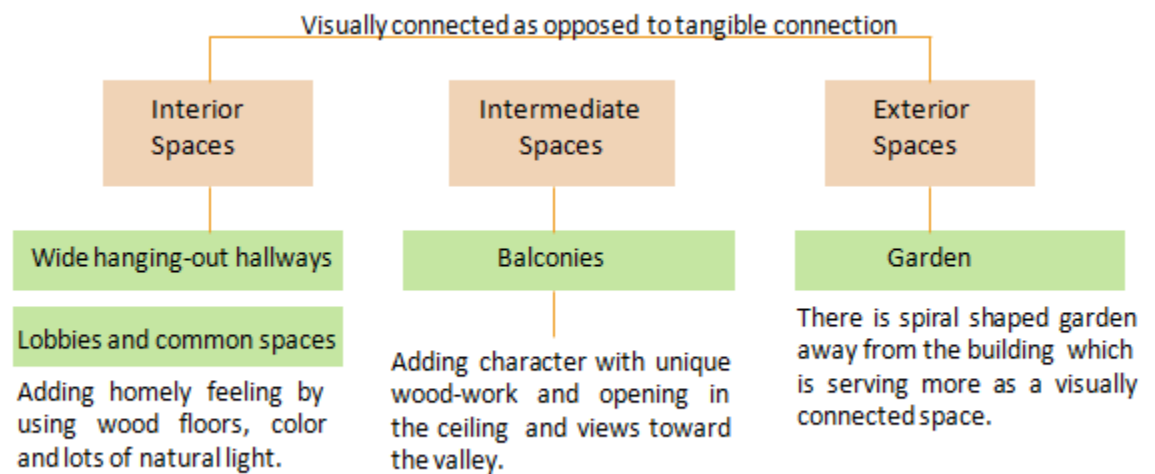 Visually connected as opposed to tangible connection
Interior
Spaces
Intermediate
Spaces
Exterior
Spaces
Wide hanging-out hallways
Lobbies and common spaces
Adding homely feeling by
using wood floors, color
and lots of natural light.
Balconies
Adding character with unique
wood-work and opening in
the ceiling and views toward
the valley.
Garden
There is spiral shaped garden
away from the building which
is serving more as a visually
connected space.